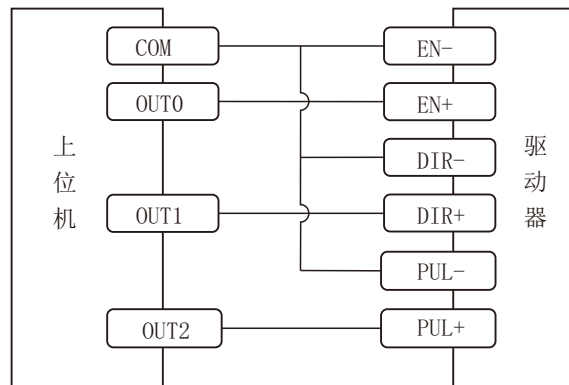 COM
EN-
OUT0
EN+
上位机
DIR-
驱动器
OUT1
DIR+
PUL-
OUT2
PUL+